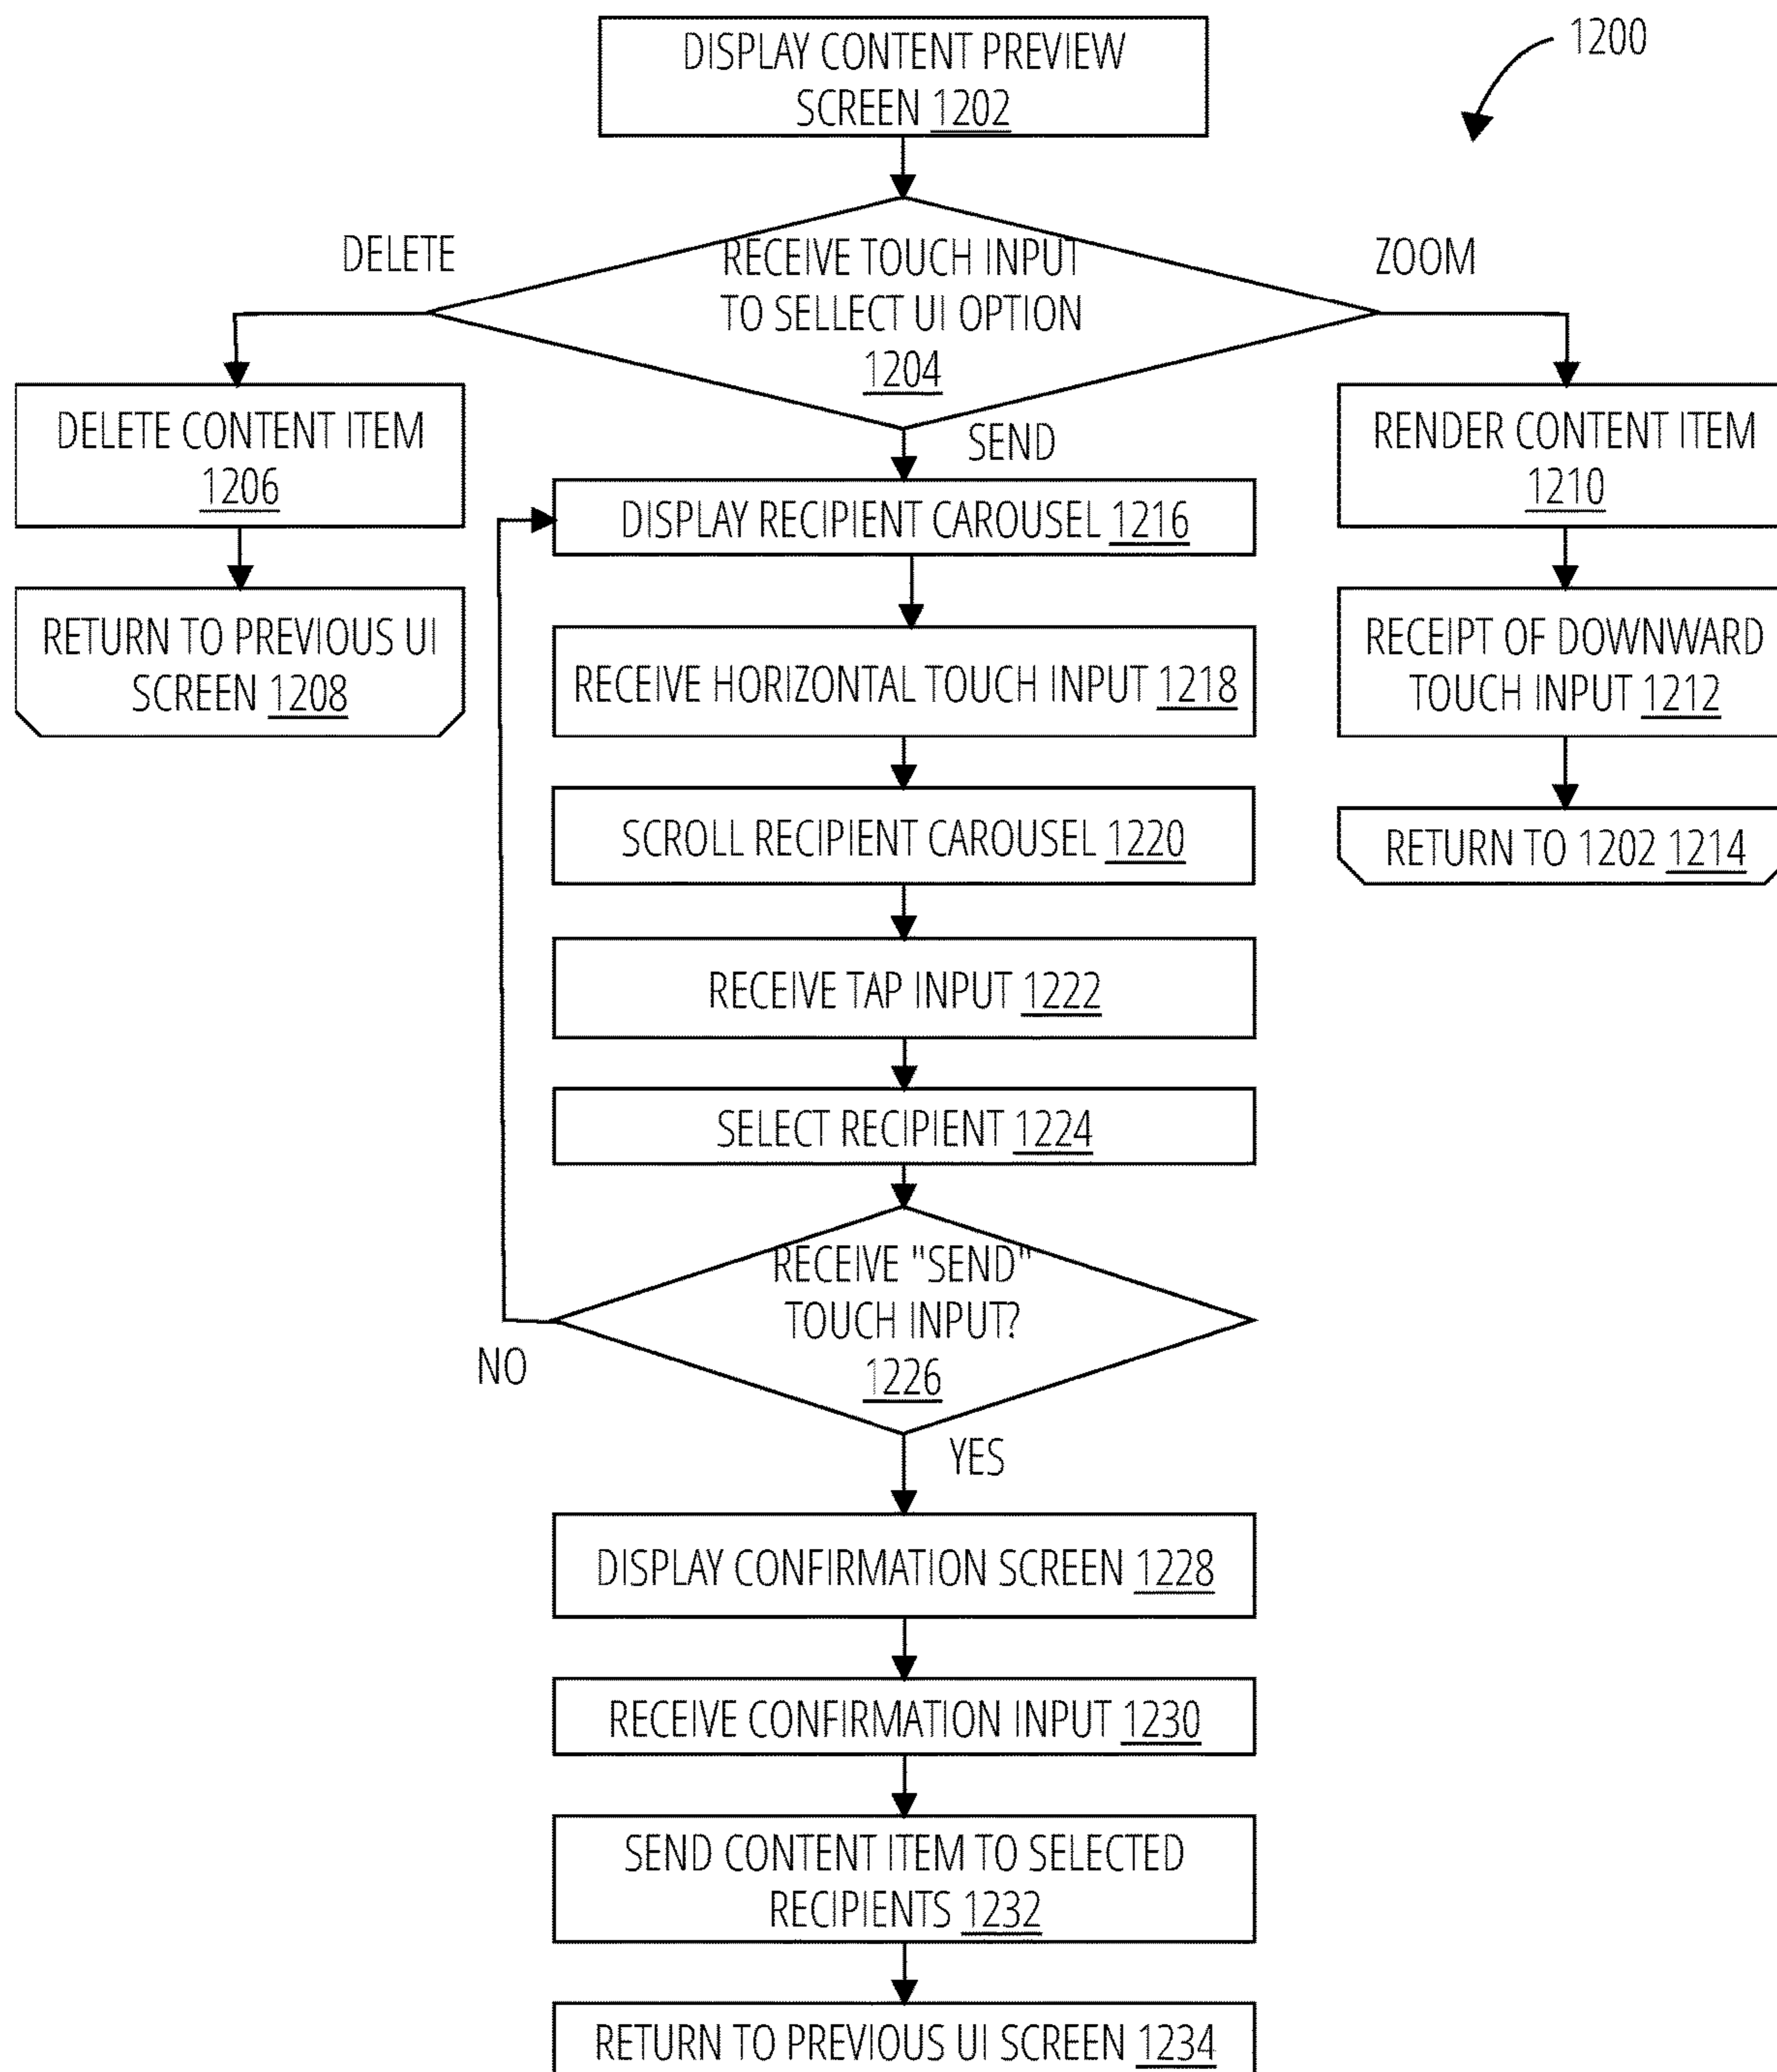 DISPLAY CONTENT PREVIEW
SCREEN 1202
1200
DELETE
RECEIVE TOUCH INPUT
TO SELLECT UI OPTION
1204
ZOOM
SEND
DELETE CONTENT ITEM
1206
RENDER CONTENT ITEM
1210
DISPLAY RECIPIENT CAROUSEL 1216
RETURN TO PREVIOUS UI
SCREEN 1208
RECEIVE HORIZONTAL TOUCH INPUT 1218
RECEIPT OF DOWNWARD
TOUCH INPUT 1212
SCROLL RECIPIENT CAROUSEL 1220
RETURN TO 1202 1214
RECEIVE TAP INPUT 1222
SELECT RECIPIENT 1224
RECEIVE "SEND"
TOUCH INPUT?
1226
NO
YES
DISPLAY CONFIRMATION SCREEN 1228
RECEIVE CONFIRMATION INPUT 1230
SEND CONTENT ITEM TO SELECTED
RECIPIENTS 1232
RETURN TO PREVIOUS UI SCREEN 1234